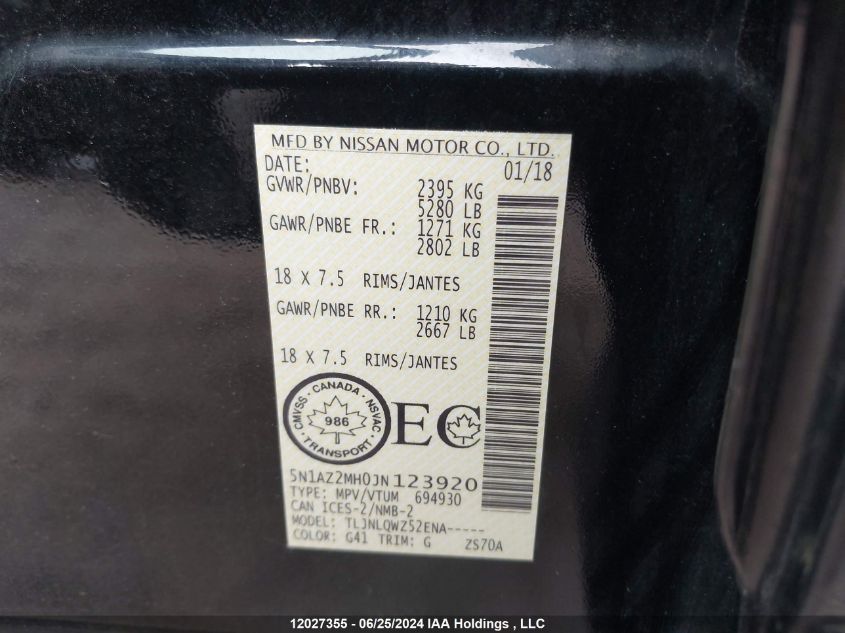 MFD BY NISSAN MOTOR CO., LTD.
DATE: 01/18
GVWR/PNBV: 2395 KG
5280 LB
GAWR/PNBE FR.: 1271 KG
2802 LB
18 X 7.5 RIMS/JANTES
GAWR/PNBE RR.: 1210 KG
2667 LB
18 X 7.5 RIMS/JANTES
CMVSS · CANADA · NSVAC
986
TRANSPORT
EC
5N1AZ2MH0JN123920
TYPE: MPV/VTUM 694930
CAN ICES-2/NMB-2
MODEL: TLJNLQWZ52ENA-----
COLOR: G41 TRIM: G ZS70A
12027355 - 06/25/2024 IAA Holdings , LLC